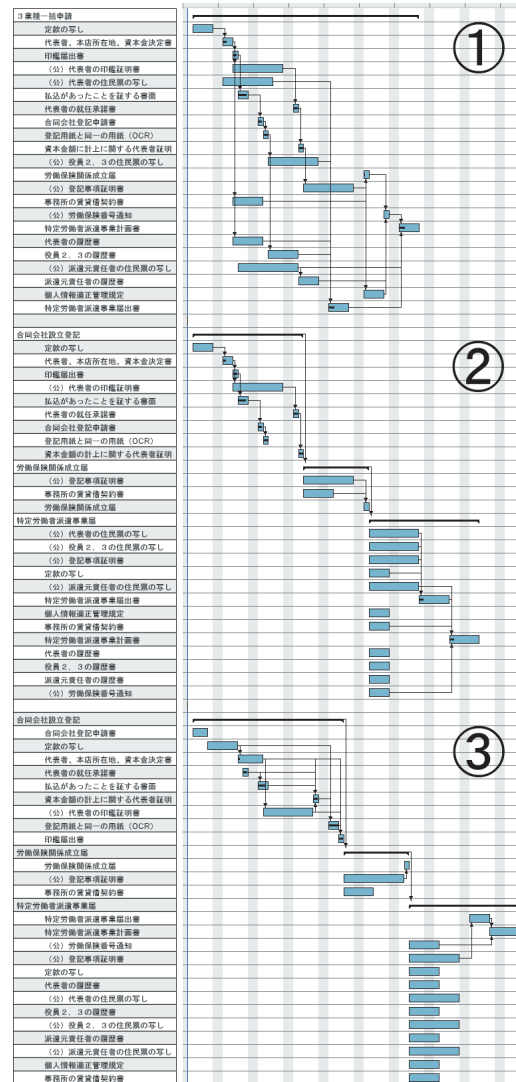 ３業種一括申請
①
定款の写し
代表者、本店所在地、資本金決定書
印鑑届出書
（公）代表者の印鑑証明書
（公）代表者の住民票の写し
払込があったことを証する書面
代表者の就任承諾書
合同会社登記申請書
登記用紙と同一の用紙（OCR）
資本金額に計上に関する代表者証明
（公）役員２，３の住民票の写し
労働保険関係成立届
（公）登記事項証明書
事務所の賃貸借契約書
（公）労働保険番号通知
特定労働者派遣事業計画書
代表者の履歴書
役員２，３の履歴書
（公）派遣元責任者の住民票の写し
派遣元責任者の履歴書
個人情報適正管理規定
特定労働者派遣事業届出書
合同会社設立登記
②
定款の写し
代表者、本店所在地、資本金決定書
印鑑届出書
（公）代表者の印鑑証明書
払込があったことを証する書面
代表者の就任承諾書
合同会社登記申請書
登記用紙と同一の用紙（OCR）
資本金額の計上に関する代表者証明
労働保険関係成立届
（公）登記事項証明書
事務所の賃貸借契約書
労働保険関係成立届
特定労働者派遣事業届
（公）代表者の住民票の写し
（公）役員２，３の住民票の写し
（公）登記事項証明書
定款の写し
（公）派遣元責任者の住民票の写し
特定労働者派遣事業届出書
個人情報適正管理規定
事務所の賃貸借契約書
特定労働者派遣事業計画書
代表者の履歴書
役員２，３の履歴書
派遣元責任者の履歴書
（公）労働保険番号通知
合同会社設立登記
③
合同会社登記申請書
定款の写し
代表者、本店所在地、資本金決定書
代表者の就任承諾書
払込があったことを証する書面
資本金額の計上に関する代表者証明
（公）代表者の印鑑証明書
登記用紙と同一の用紙（OCR）
印鑑届出書
労働保険関係成立届
労働保険関係成立届
（公）登記事項証明書
事務所の賃貸借契約書
特定労働者派遣事業届
特定労働者派遣事業届出書
特定労働者派遣事業計画書
（公）労働保険番号通知
（公）登記事項証明書
定款の写し
代表者の履歴書
（公）代表者の住民票の写し
役員２，３の履歴書
（公）役員２，３の住民票の写し
派遣元責任者の履歴書
（公）派遣元責任者の住民票の写し
個人情報適正管理規定
事務所の賃貸借契約書